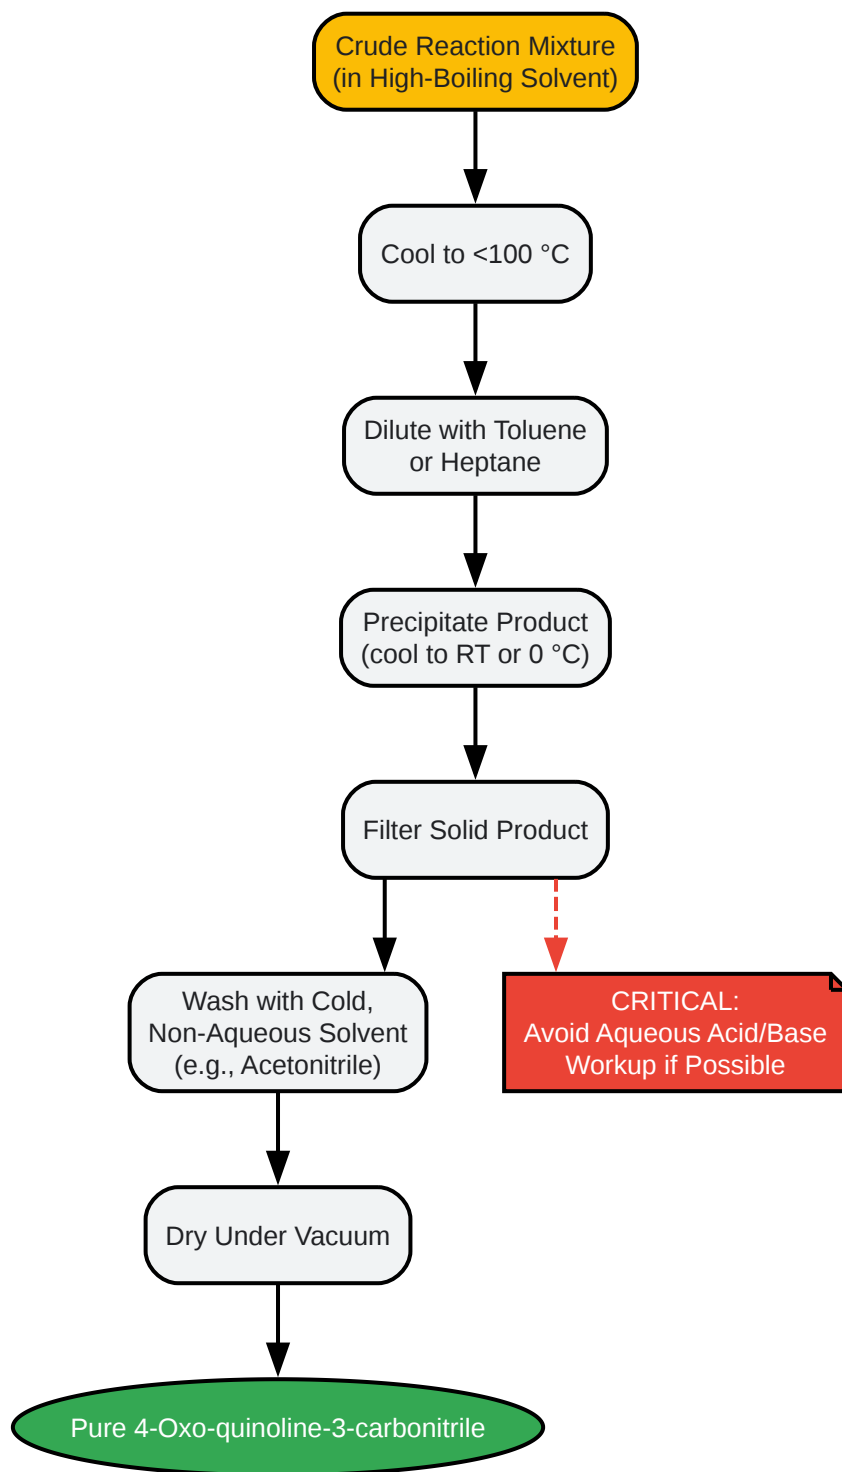 Crude Reaction Mixture
(in High-Boiling Solvent)
Cool to <100 °C
Dilute with Toluene
or Heptane
Precipitate Product
(cool to RT or 0 °C)
Filter Solid Product
Wash with Cold,
Non-Aqueous Solvent
(e.g., Acetonitrile)
CRITICAL:
Avoid Aqueous Acid/Base
Workup if Possible
Dry Under Vacuum
Pure 4-Oxo-quinoline-3-carbonitrile